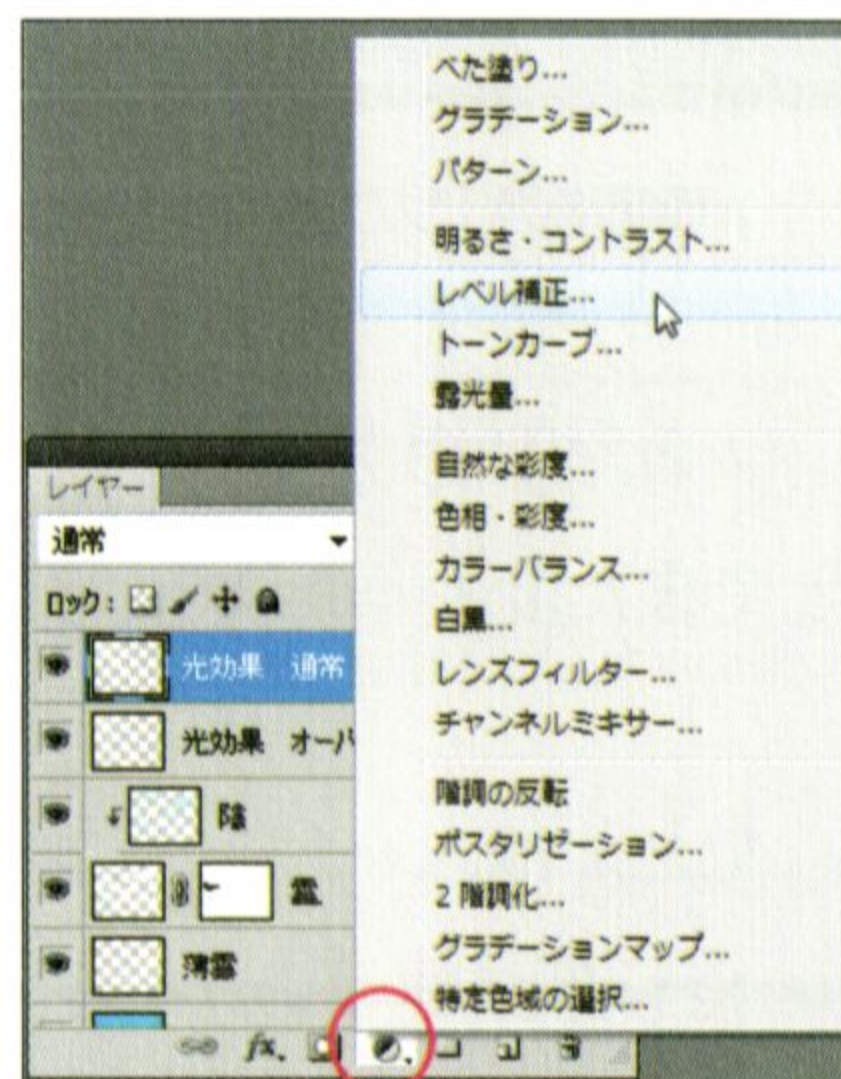 べた塗り...
グラデーション...
パターン...
明るさ・コントラスト...
レベル補正...
トーンカーブ...
露光量...
自然な彩度...
色相・彩度...
カラーバランス...
白黒...
レンズフィルター...
チャンネルミキサー...
階調の反転
ポスタリゼーション...
2 階調化...
グラデーションマップ...
特定色域の選択...
レイヤー
通常
ロック:
光効果 通常
光効果 オーバ
陰
雲
薄雲
fx.